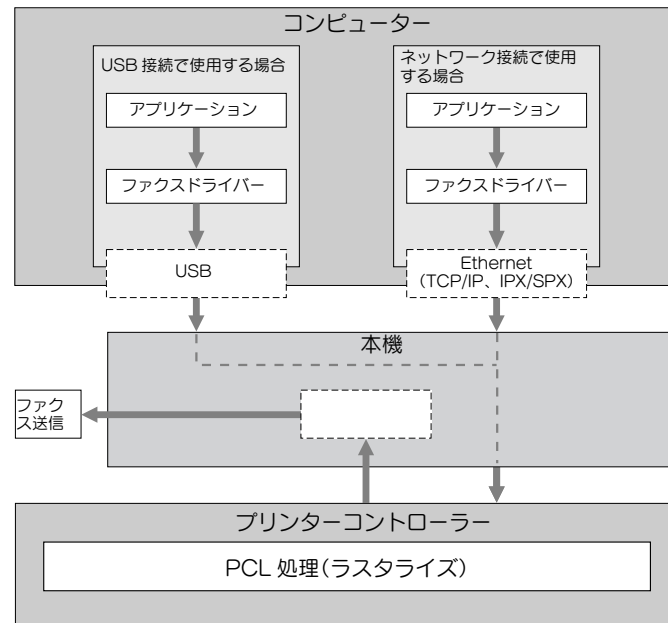 コンピューター
USB 接続で使用する場合
アプリケーション
ファクスドライバー
USB
ネットワーク接続で使用
する場合
アプリケーション
ファクスドライバー
Ethernet
(TCP/IP、IPX/SPX)
本機
ファク
ス送信
プリンターコントローラー
PCL 処理(ラスタライズ)